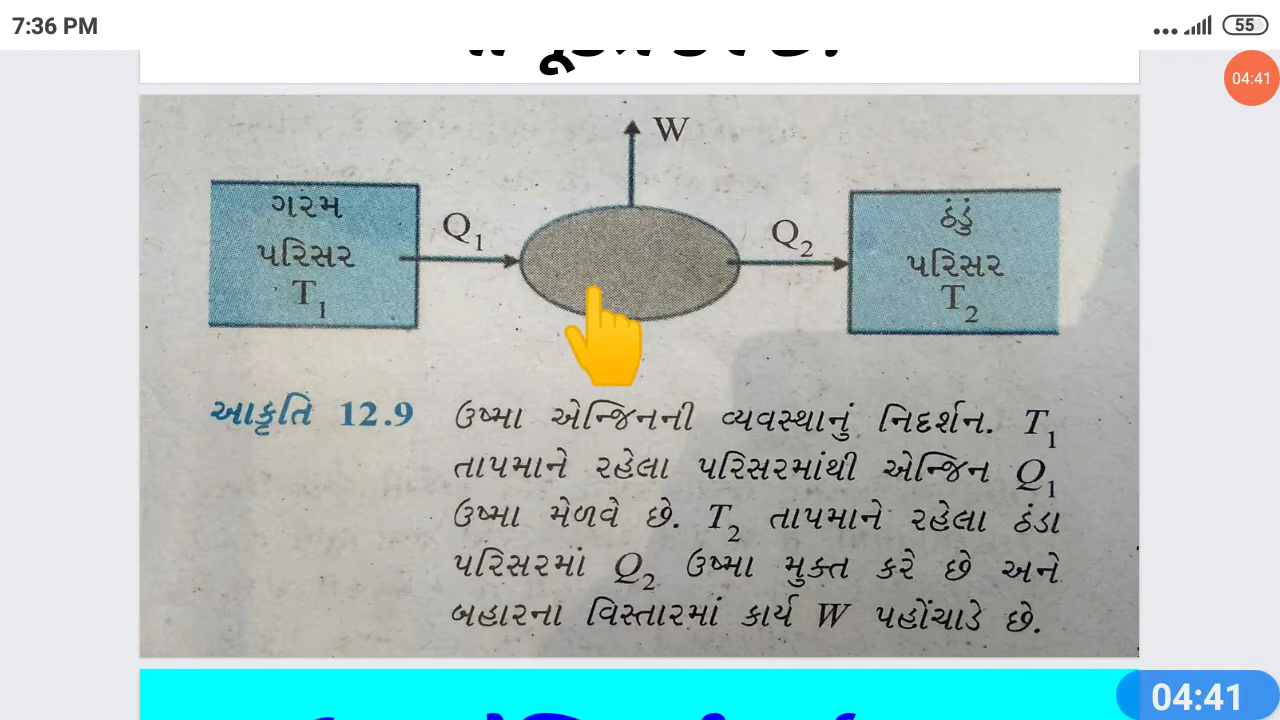 7:36 PM
55
04:41
W
ગરમ
પરિસર
T1
Q1
Q2
ઠંડું
પરિસર
T2
આકૃતિ 12.9 ઉષ્મા એન્જિનની વ્યવસ્થાનું નિદર્શન. T1
તાપમાને રહેલા પરિસરમાંથી એન્જિન Q1
ઉષ્મા મેળવે છે. T2 તાપમાને રહેલા ઠંડા
પરિસરમાં Q2 ઉષ્મા મુક્ત કરે છે અને
બહારના વિસ્તારમાં કાર્ય W પહોંચાડે છે.
04:41